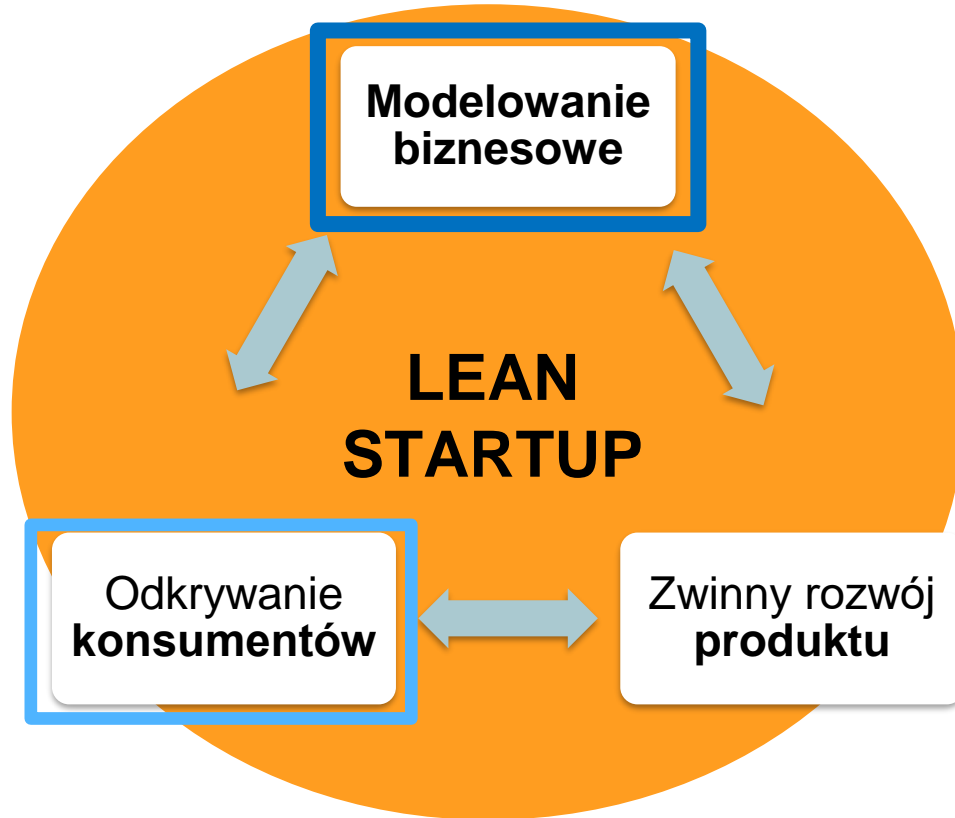 Modelowanie
biznesowe
LEAN
STARTUP
Odkrywanie
konsumentów
Zwinny rozwój
produktu